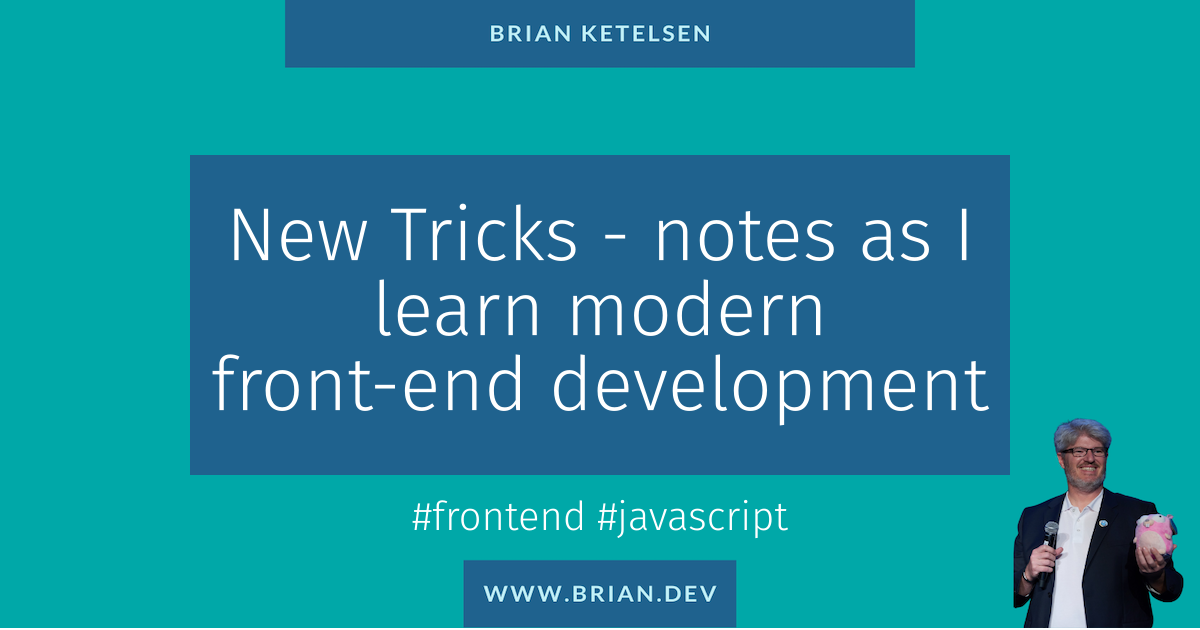 BRIAN KETELSEN
New Tricks - notes as I
learn modern
front-end development
#frontend #javascript
WWW.BRIAN.DEV